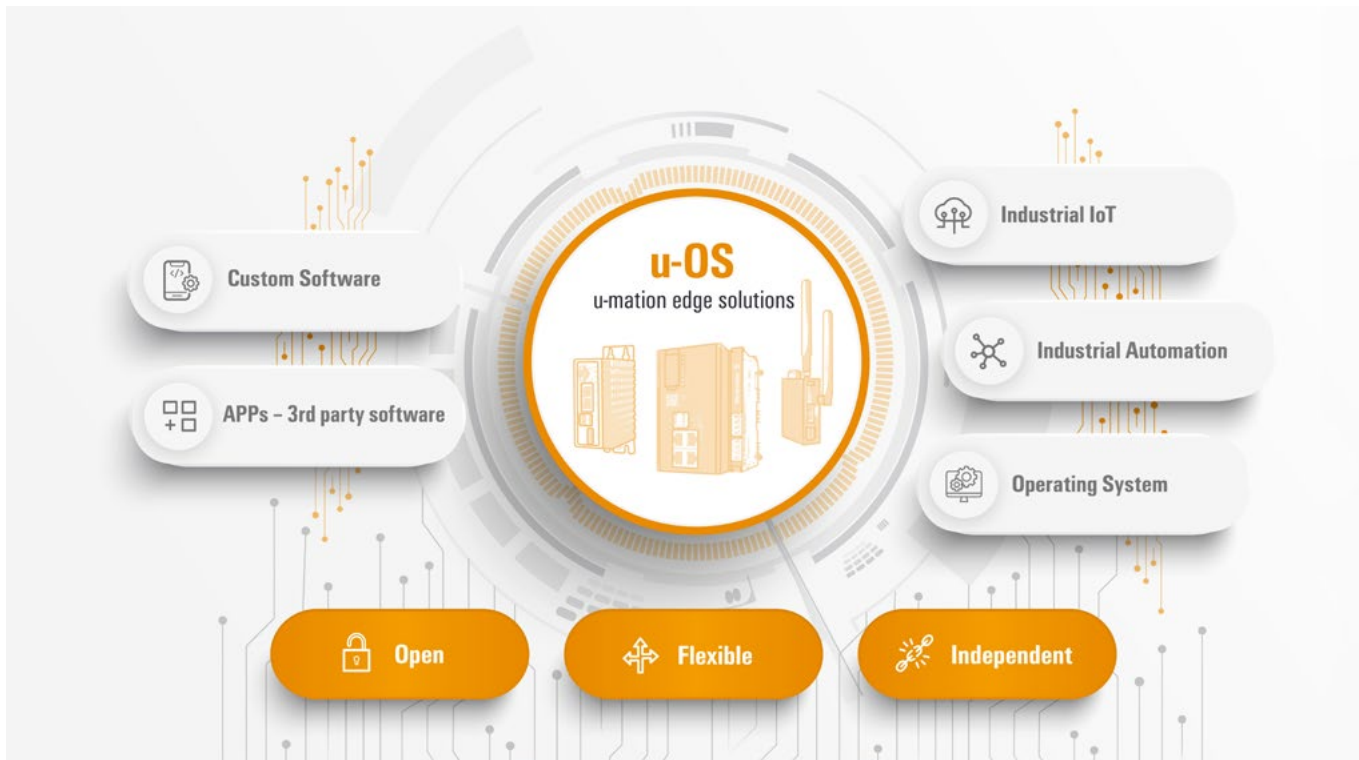 u-OS
u-mation edge solutions
Custom Software
APPs – 3rd party software
Industrial IoT
Industrial Automation
Operating System
Open
Flexible
Independent